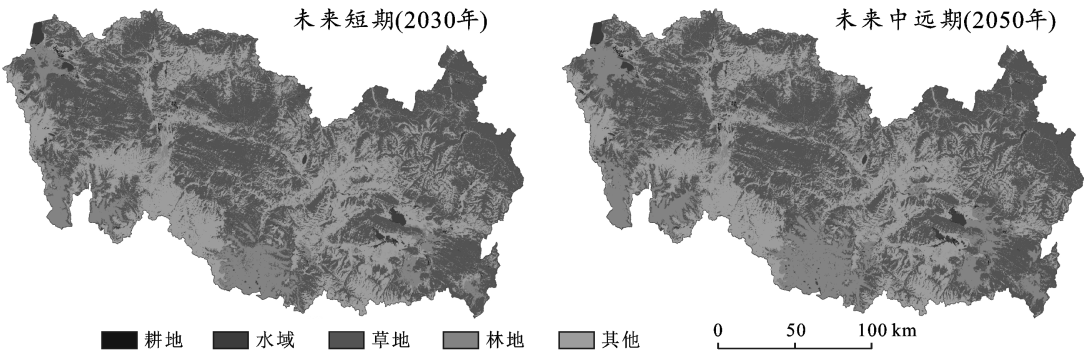 未来短期(2030年)
未来中远期(2050年)
耕地 水域 草地 林地 其他
0 50 100 km